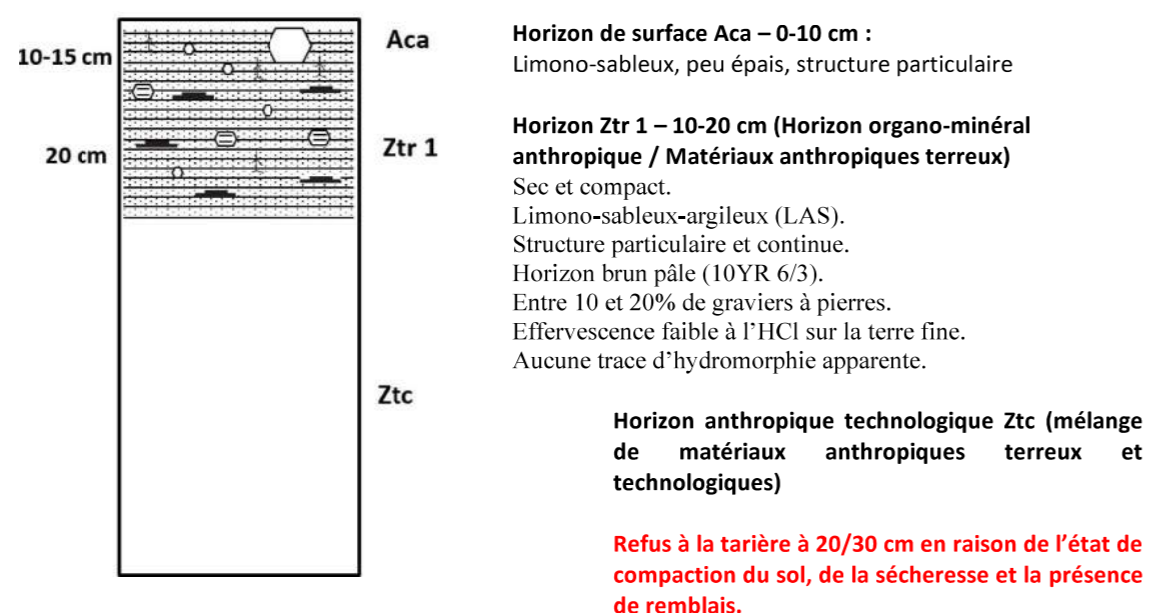 10-15 cm
20 cm
Aca
Ztr 1
Ztc
Horizon de surface Aca – 0-10 cm :
Limono-sableux, peu épais, structure particulaire
Horizon Ztr 1 – 10-20 cm (Horizon organo-minéral
anthropique / Matériaux anthropiques terreux)
Sec et compact.
Limono-sableux-argileux (LAS).
Structure particulaire et continue.
Horizon brun pâle (10YR 6/3).
Entre 10 et 20% de graviers à pierres.
Effervescence faible à l'HCl sur la terre fine.
Aucune trace d'hydromorphie apparente.
Horizon anthropique technologique Ztc (mélange
de matériaux anthropiques terreux et
technologiques)
Refus à la tarière à 20/30 cm en raison de l'état de
compaction du sol, de la sécheresse et la présence
de remblais.